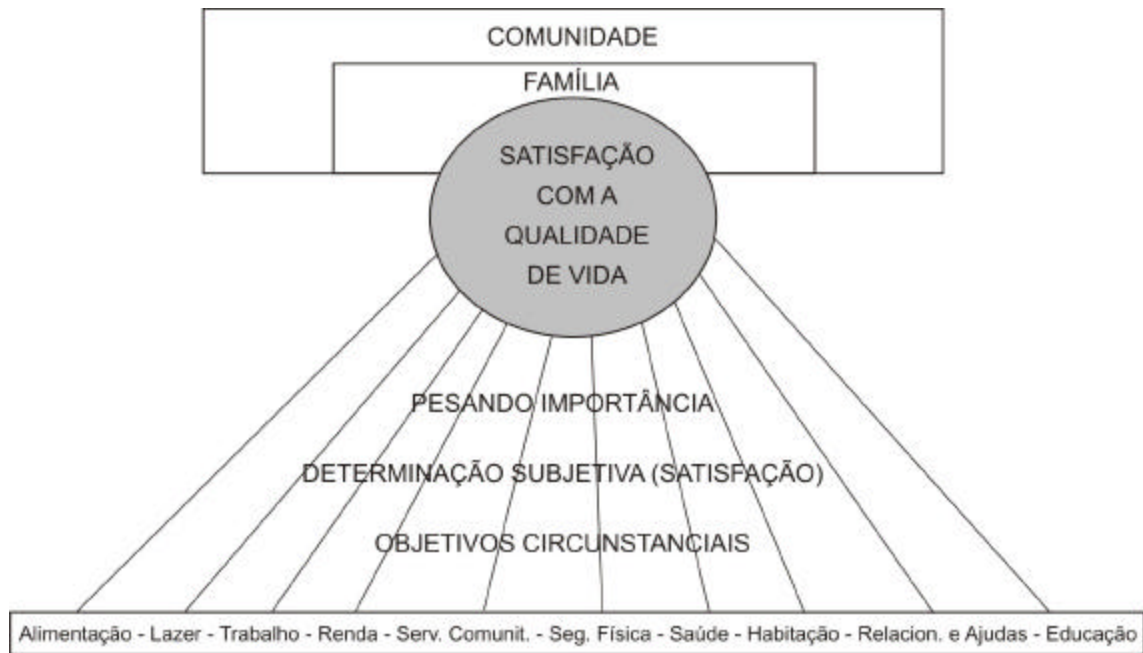 COMUNIDADE
FAMÍLIA
SATISFAÇÃO
COM A
QUALIDADE
DE VIDA
PESANDO IMPORTÂNCIA
DETERMINAÇÃO SUBJETIVA (SATISFAÇÃO)
OBJETIVOS CIRCUNSTANCIAIS
Alimentação - Lazer - Trabalho - Renda - Serv. Comunit. - Seg. Física - Saúde - Habitação - Relacion. e Ajudas - Educação